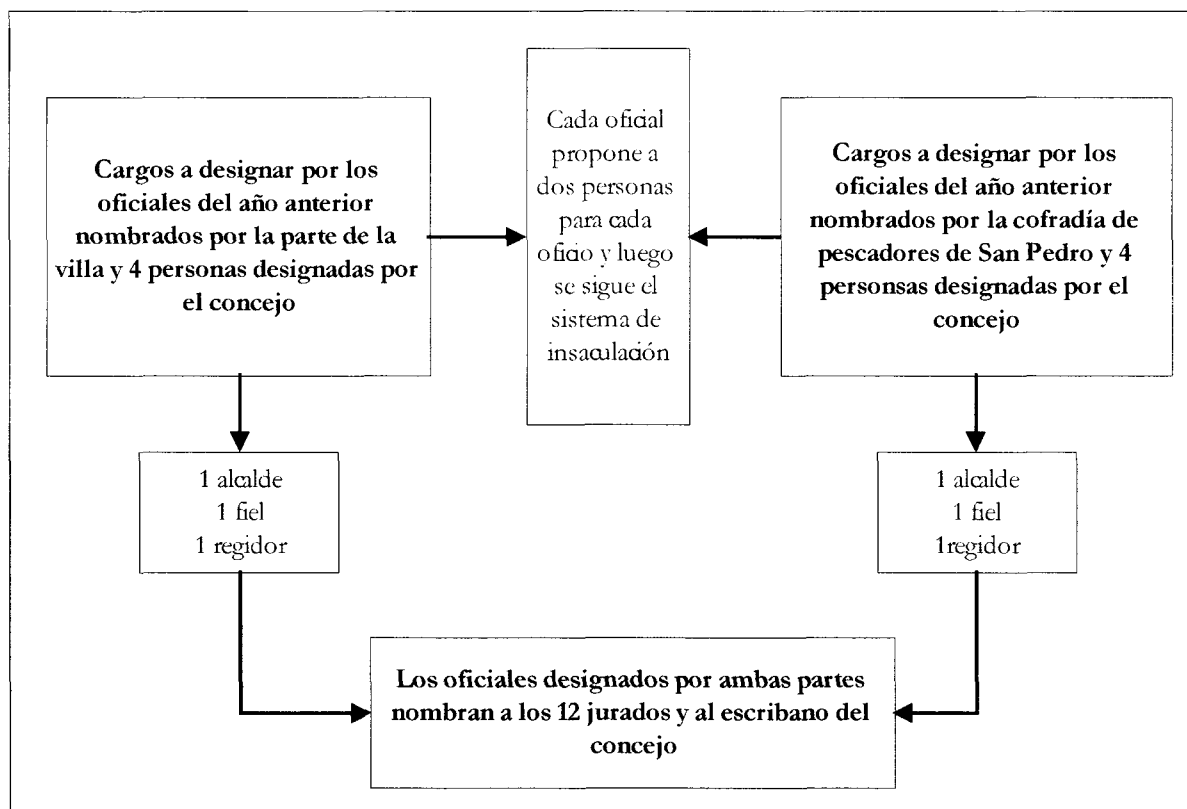 Cargos a designar por los
oficiales del año anterior
nombrados por la parte de la
villa y 4 personas designadas por
el concejo
Cada oficial
propone a
dos personas
para cada
oficio y luego
se sigue el
sistema de
insaculación
Cargos a designar por los
oficiales del año anterior
nombrados por la cofradía de
pescadores de San Pedro y 4
personsas designadas por el
concejo
1 alcalde
1 fiel
1 regidor
1 alcalde
1 fiel
1regidor
Los oficiales designados por ambas partes
nombran a los 12 jurados y al escribano del
concejo